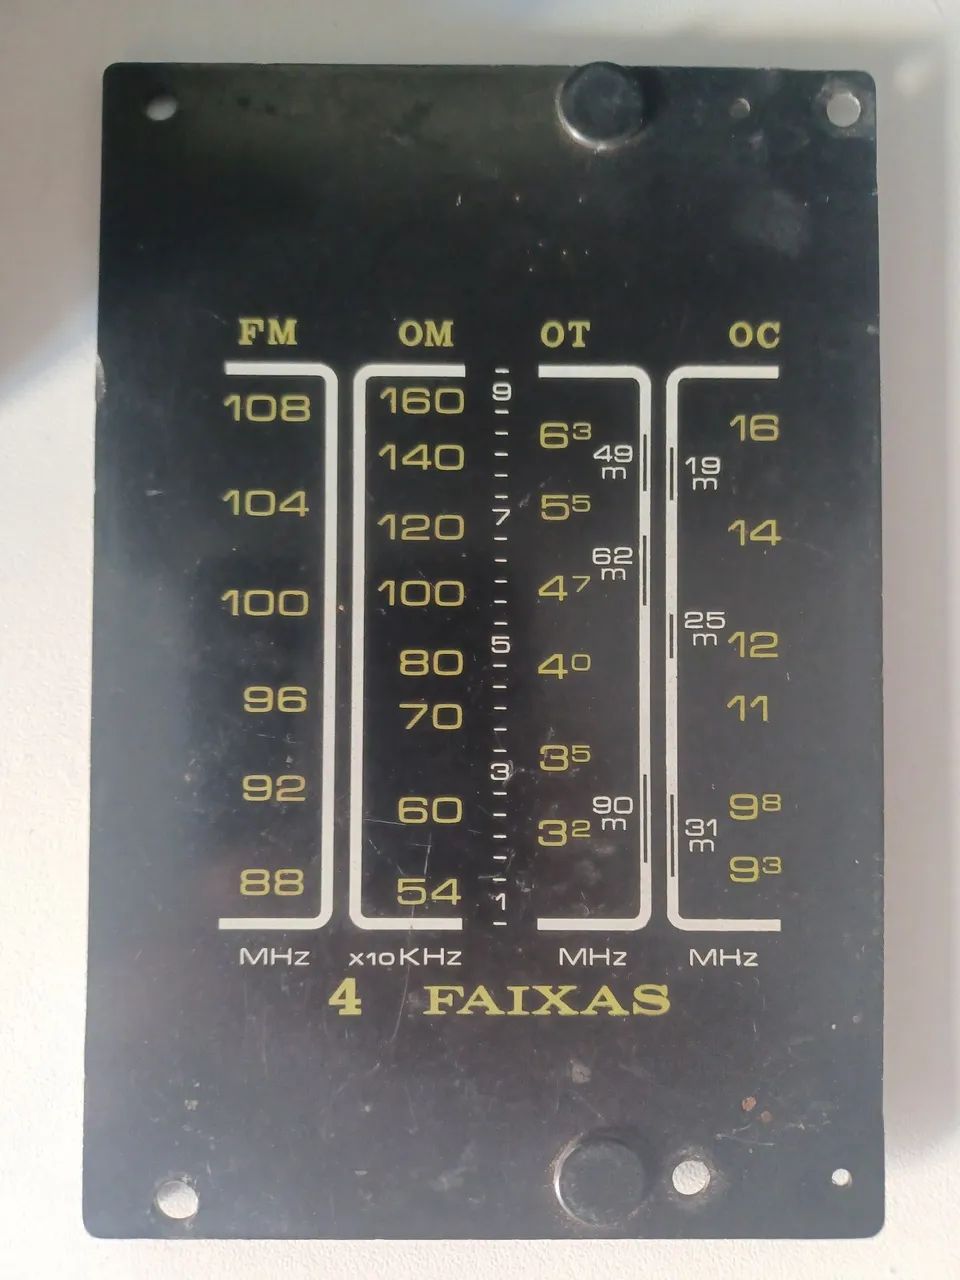 FM OM OT OC
108
104
100
96
92
88
MHz
160
140
120
100
80
70
60
54
x10KHz
9
7
5
3
1
6³
49 m
5⁵
62 m
4⁷
4⁰
3⁵
90 m
3²
MHz
16
19 m
14
25 m
12
11
9⁸
31 m
9³
MHz
4 FAIXAS